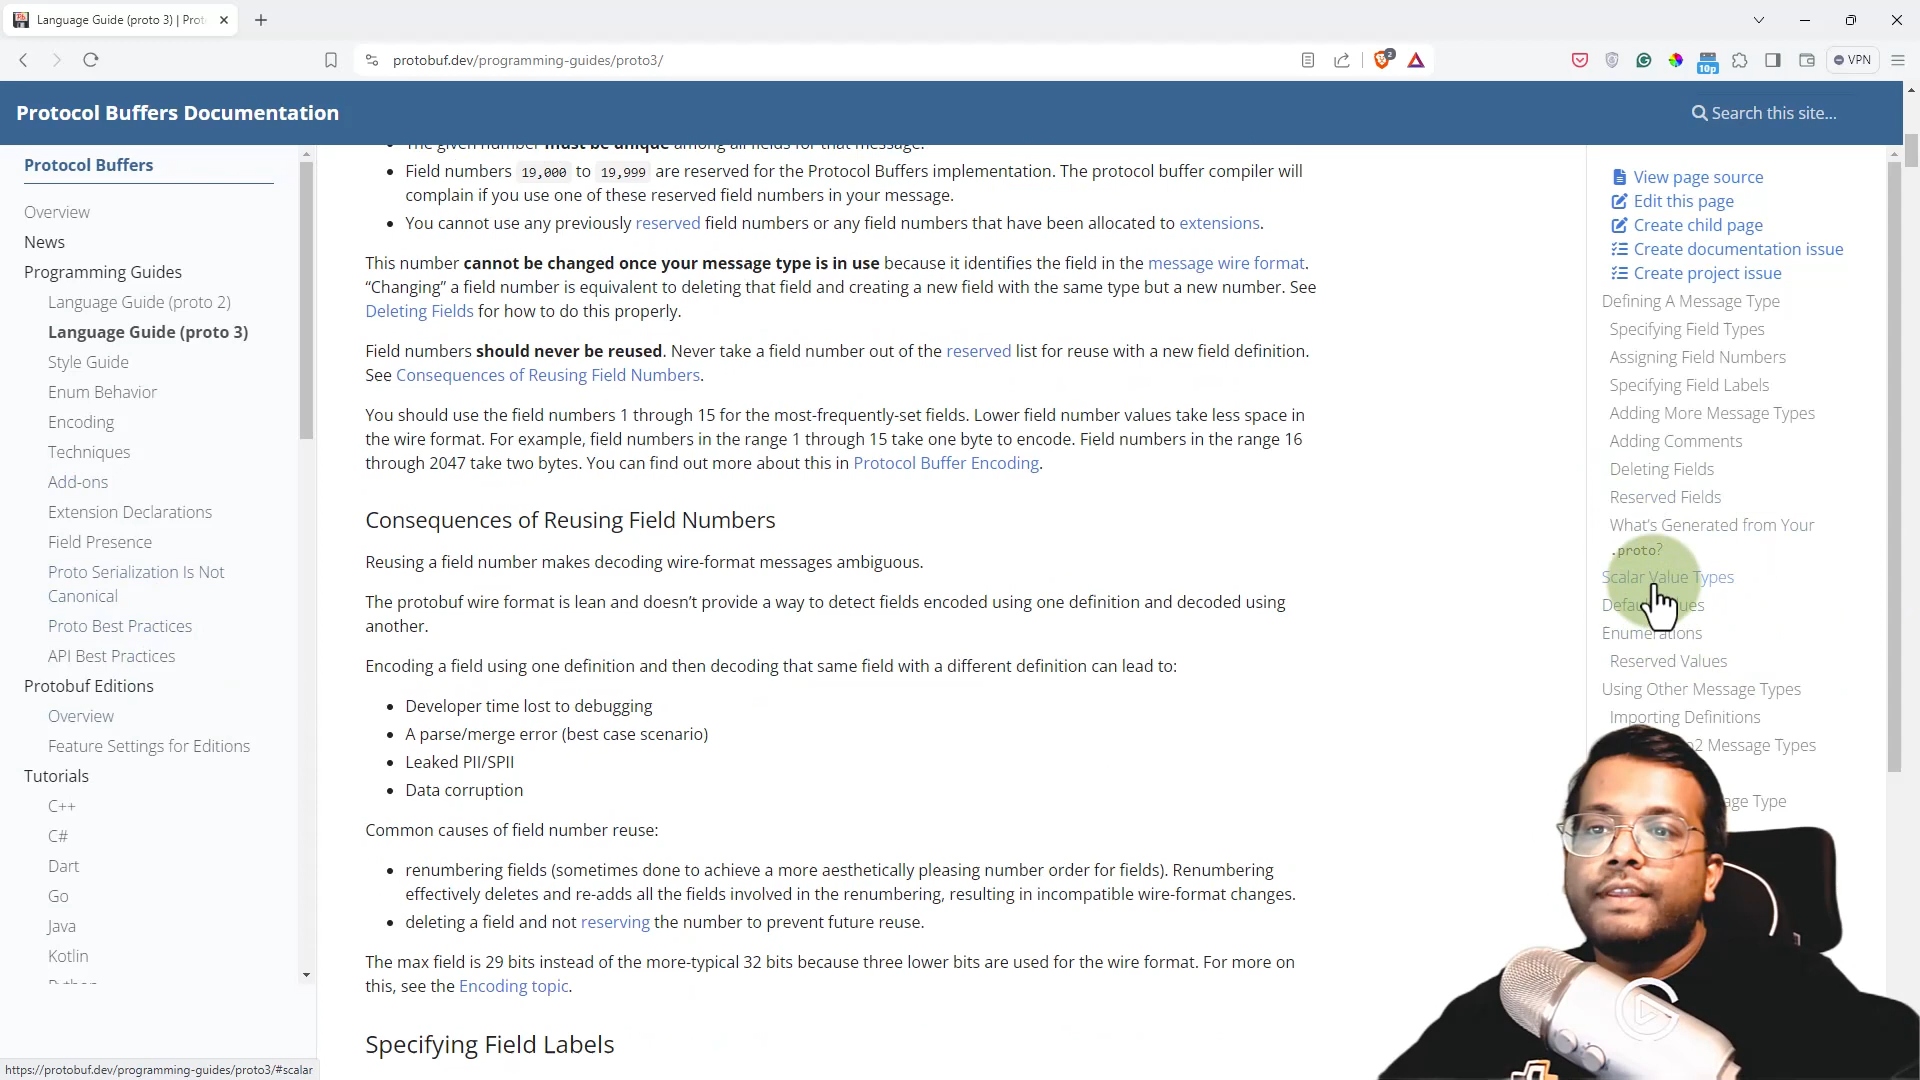 Language Guide (proto 3) | Prot
protobuf.dev/programming-guides/proto3/
2
10p
VPN
Protocol Buffers Documentation
Search this site...
Protocol Buffers
Overview
News
Programming Guides
Language Guide (proto 2)
Language Guide (proto 3)
Style Guide
Enum Behavior
Encoding
Techniques
Add-ons
Extension Declarations
Field Presence
Proto Serialization Is Not
Canonical
Proto Best Practices
API Best Practices
Protobuf Editions
Overview
Feature Settings for Editions
Tutorials
C++
C#
Dart
Go
Java
Kotlin
Python
The given number must be unique among all fields for that message.
Field numbers 19,000 to 19,999 are reserved for the Protocol Buffers implementation. The protocol buffer compiler will
complain if you use one of these reserved field numbers in your message.
You cannot use any previously reserved field numbers or any field numbers that have been allocated to extensions.
This number cannot be changed once your message type is in use because it identifies the field in the message wire format.
“Changing” a field number is equivalent to deleting that field and creating a new field with the same type but a new number. See
Deleting Fields for how to do this properly.
Field numbers should never be reused. Never take a field number out of the reserved list for reuse with a new field definition.
See Consequences of Reusing Field Numbers.
You should use the field numbers 1 through 15 for the most-frequently-set fields. Lower field number values take less space in
the wire format. For example, field numbers in the range 1 through 15 take one byte to encode. Field numbers in the range 16
through 2047 take two bytes. You can find out more about this in Protocol Buffer Encoding.
Consequences of Reusing Field Numbers
Reusing a field number makes decoding wire-format messages ambiguous.
The protobuf wire format is lean and doesn’t provide a way to detect fields encoded using one definition and decoded using
another.
Encoding a field using one definition and then decoding that same field with a different definition can lead to:
Developer time lost to debugging
A parse/merge error (best case scenario)
Leaked PII/SPII
Data corruption
Common causes of field number reuse:
renumbering fields (sometimes done to achieve a more aesthetically pleasing number order for fields). Renumbering
effectively deletes and re-adds all the fields involved in the renumbering, resulting in incompatible wire-format changes.
deleting a field and not reserving the number to prevent future reuse.
The max field is 29 bits instead of the more-typical 32 bits because three lower bits are used for the wire format. For more on
this, see the Encoding topic.
Specifying Field Labels
View page source
Edit this page
Create child page
Create documentation issue
Create project issue
Defining A Message Type
Specifying Field Types
Assigning Field Numbers
Specifying Field Labels
Adding More Message Types
Adding Comments
Deleting Fields
Reserved Fields
What’s Generated from Your
.proto?
Scalar Value Types
Enumerations
Reserved Values
Using Other Message Types
Importing Definitions
Message Types
Type
https://protobuf.dev/programming-guides/proto3/#scalar